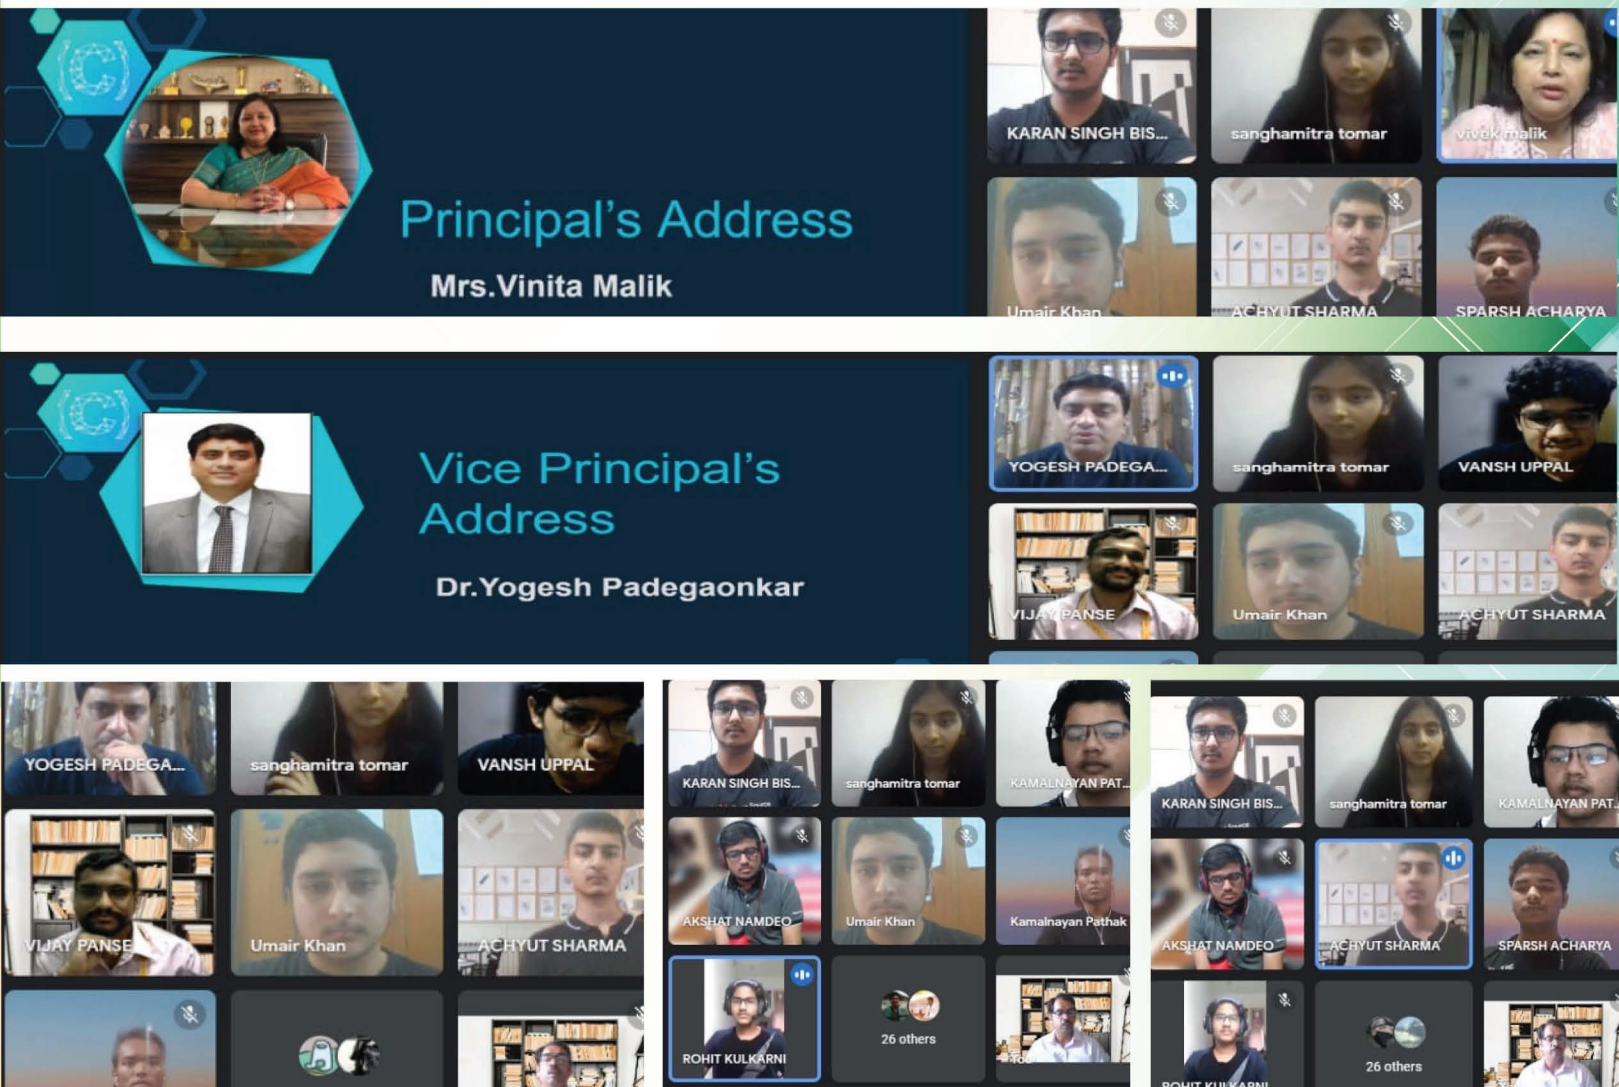 (C)
Principal's Address
Mrs.Vinita Malik
KARAN SINGH BIS...
sanghamitra tomar
vivek malik
Umair Khan
ACHYUT SHARMA
SPARSH ACHARYA
(C)
Vice Principal's
Address
Dr.Yogesh Padegaonkar
YOGESH PADEGA...
sanghamitra tomar
VANSH UPPAL
VIJAY PANSE
Umair Khan
ACHYUT SHARMA
YOGESH PADEGA...
sanghamitra tomar
VANSH UPPAL
VIJAY PANSE
Umair Khan
ACHYUT SHARMA
KARAN SINGH BIS...
sanghamitra tomar
KAMALNAYAN PAT...
AKSHAT NAMDEO
Umair Khan
Kamalnayan Pathak
ROHIT KULKARNI
26 others
You
KARAN SINGH BIS...
sanghamitra tomar
KAMALNAYAN PAT...
AKSHAT NAMDEO
ACHYUT SHARMA
SPARSH ACHARYA
ROHIT KULKARNI
26 others